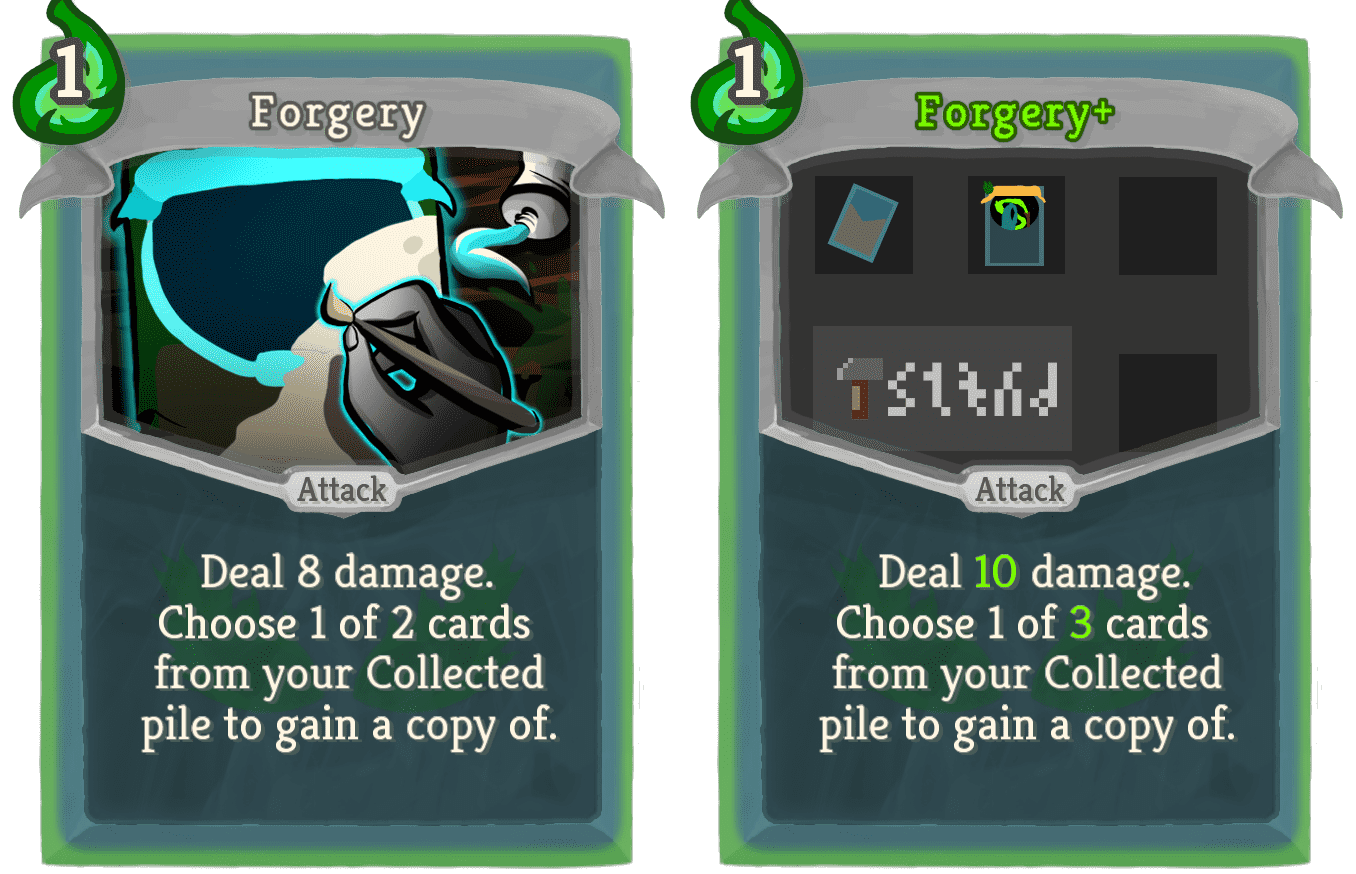 1
Forgery
Attack
Deal 8 damage.
Choose 1 of 2 cards
from your Collected
pile to gain a copy of.
1
Forgery+
Attack
Deal 10 damage.
Choose 1 of 3 cards
from your Collected
pile to gain a copy of.